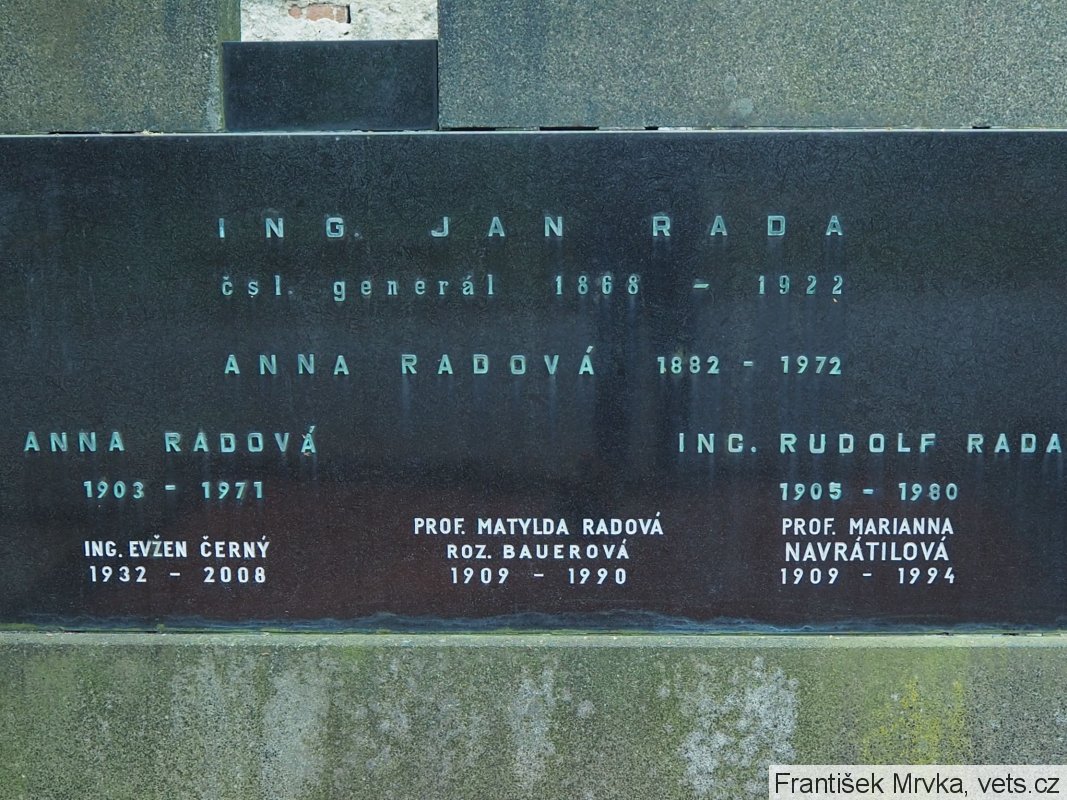 ING. JAN RADA
čsl. generál 1868 – 1922
ANNA RADOVÁ 1882 - 1972
ANNA RADOVÁ
1903 - 1971
ING. RUDOLF RADA
1905 - 1980
ING. EVŽEN ČERNÝ
1932 - 2008
PROF. MATYLDA RADOVÁ
ROZ. BAUEROVÁ
1909 - 1990
PROF. MARIANNA
NAVRÁTILOVÁ
1909 - 1994
František Mrvka, vets.cz